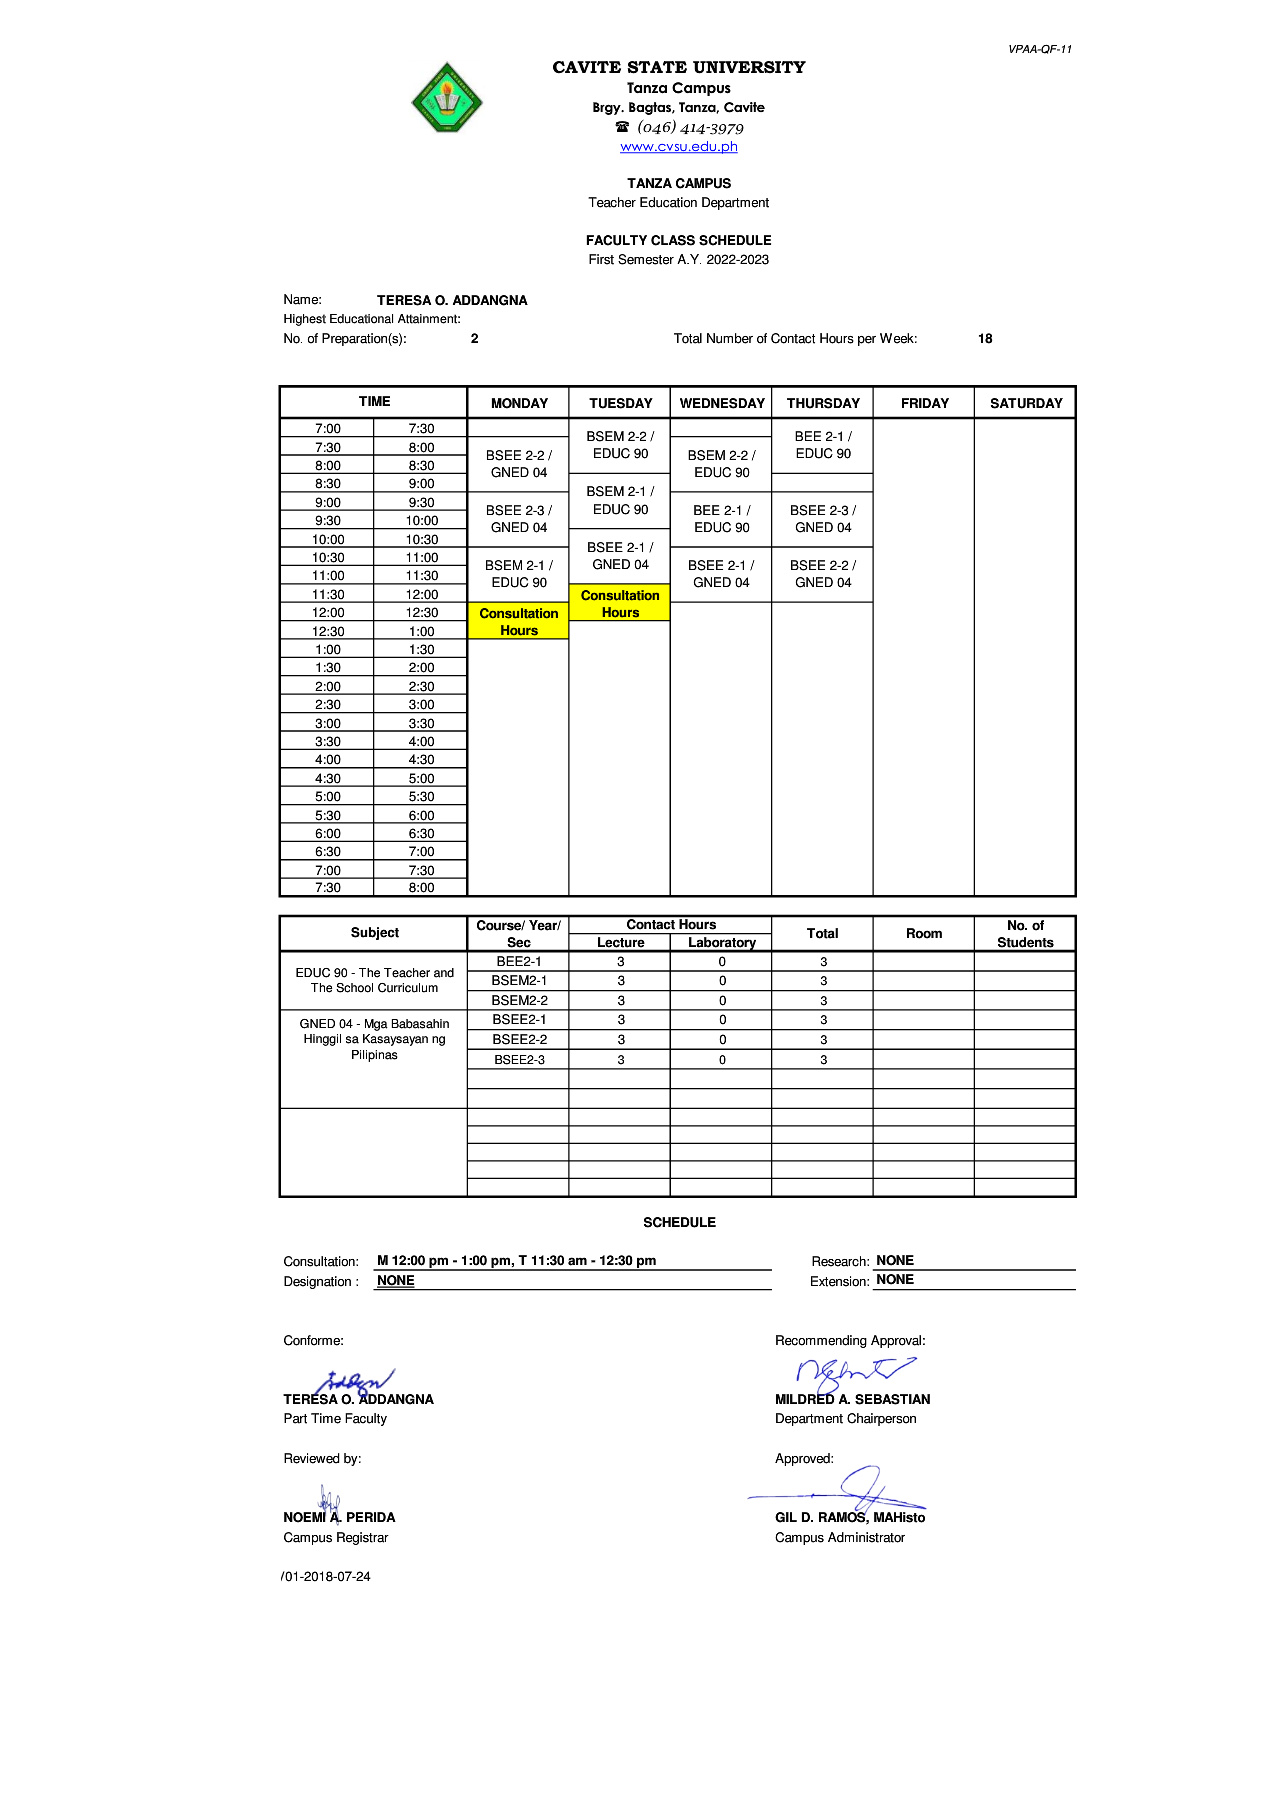 VPAA-QF-11
CAVITE STATE UNIVERSITY
Tanza Campus
Brgy. Bagtas, Tanza, Cavite
☎ (046) 414-3979
www.cvsu.edu.ph
TANZA CAMPUS
Teacher Education Department
FACULTY CLASS SCHEDULE
First Semester A.Y. 2022-2023
Name: TERESA O. ADDANGNA
Highest Educational Attainment:
No. of Preparation(s): 2 Total Number of Contact Hours per Week: 18
TIME MONDAY TUESDAY WEDNESDAY THURSDAY FRIDAY SATURDAY
7:00 7:30
7:30 8:00
8:00 8:30
8:30 9:00
9:00 9:30
9:30 10:00
10:00 10:30
10:30 11:00
11:00 11:30
11:30 12:00
12:00 12:30
12:30 1:00
1:00 1:30
1:30 2:00
2:00 2:30
2:30 3:00
3:00 3:30
3:30 4:00
4:00 4:30
4:30 5:00
5:00 5:30
5:30 6:00
6:00 6:30
6:30 7:00
7:00 7:30
7:30 8:00
BSEE 2-2 /
GNED 04
BSEE 2-3 /
GNED 04
BSEM 2-1 /
EDUC 90
Consultation
Hours
BSEM 2-2 /
EDUC 90
BSEM 2-1 /
EDUC 90
BSEE 2-1 /
GNED 04
Consultation
Hours
BSEM 2-2 /
EDUC 90
BEE 2-1 /
EDUC 90
BSEE 2-1 /
GNED 04
BEE 2-1 /
EDUC 90
BSEE 2-3 /
GNED 04
BSEE 2-2 /
GNED 04
Subject Course/ Year/ Sec Contact Hours Total Room No. of Students
Lecture Laboratory
EDUC 90 - The Teacher and
The School Curriculum
BEE2-1 3 0 3
BSEM2-1 3 0 3
BSEM2-2 3 0 3
GNED 04 - Mga Babasahin
Hinggil sa Kasaysayan ng
Pilipinas
BSEE2-1 3 0 3
BSEE2-2 3 0 3
BSEE2-3 3 0 3
SCHEDULE
Consultation: M 12:00 pm - 1:00 pm, T 11:30 am - 12:30 pm Research: NONE
Designation : NONE Extension: NONE
Conforme: Recommending Approval:
TERESA O. ADDANGNA MILDRED A. SEBASTIAN
Part Time Faculty Department Chairperson
Reviewed by: Approved:
NOEMI A. PERIDA GIL D. RAMOS, MAHisto
Campus Registrar Campus Administrator
/01-2018-07-24